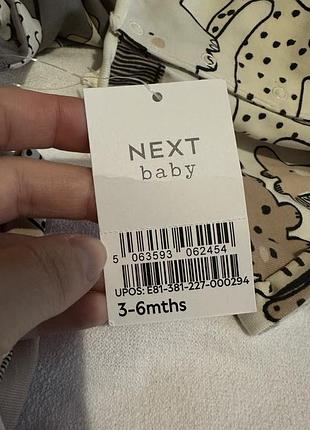 NEXT
baby
5 063593 062454
UPOS: E81-381-227-000294
3-6mths